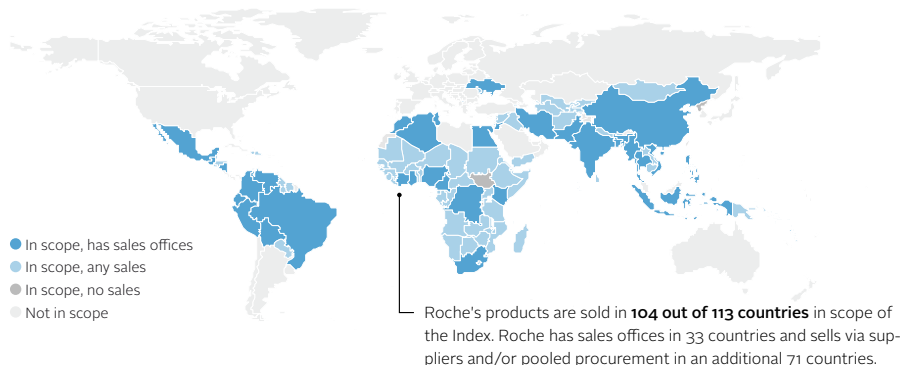 In scope, has sales offices
In scope, any sales
In scope, no sales
Not in scope
Roche's products are sold in 104 out of 113 countries in scope of
the Index. Roche has sales offices in 33 countries and sells via sup-
pliers and/or pooled procurement in an additional 71 countries.